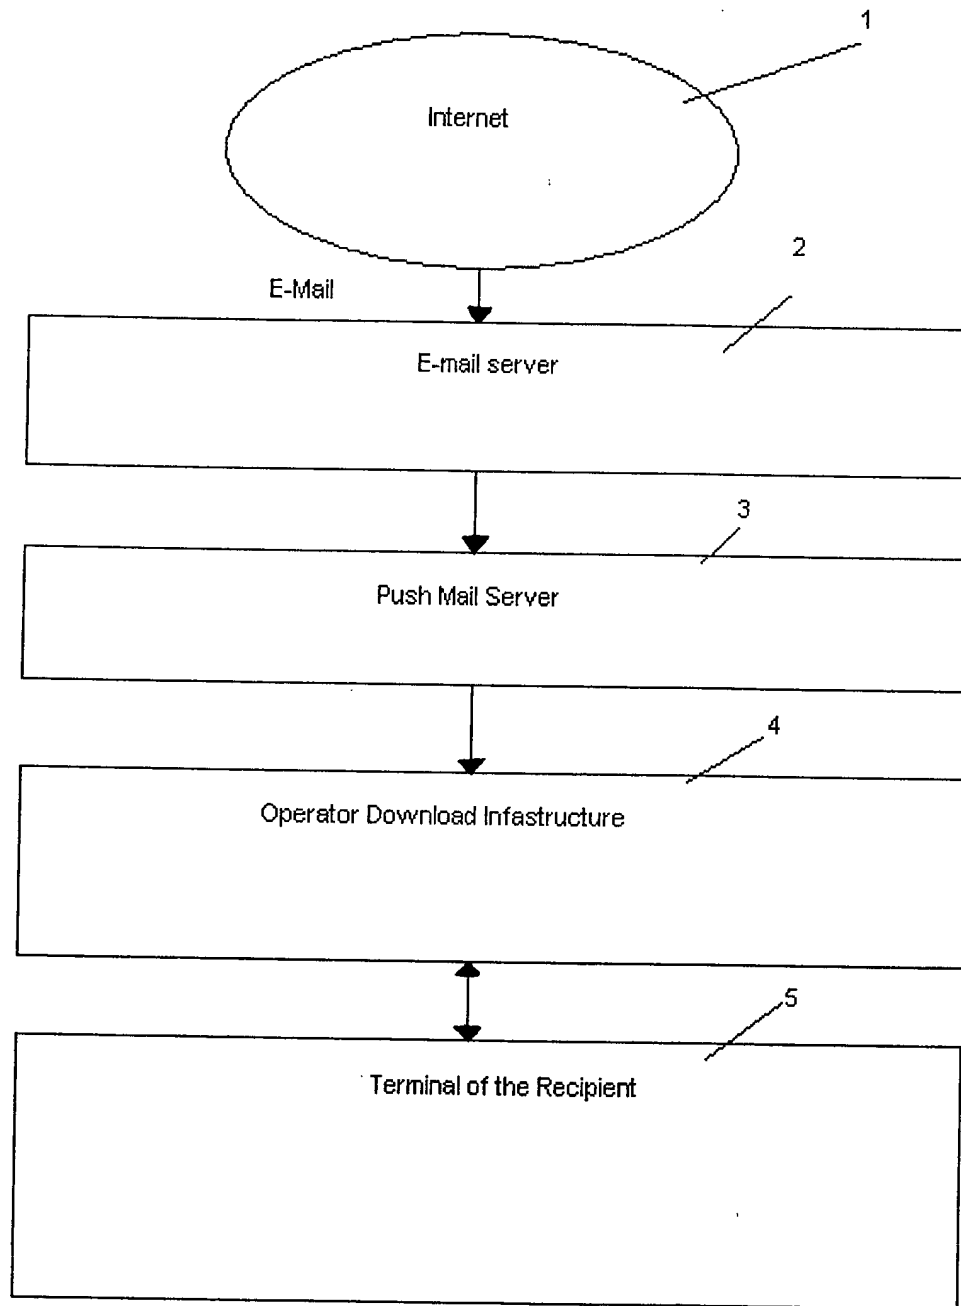 1
Internet
2
E-Mail
E-mail server
3
Push Mail Server
4
Operator Download Infastructure
5
Terminal of the Recipient